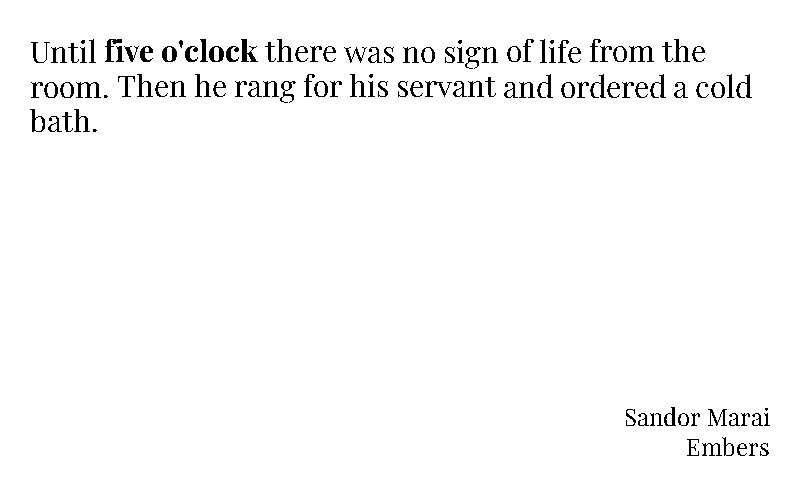 Until five o'clock there was no sign of life from the
room. Then he rang for his servant and ordered a cold
bath.
Sandor Marai
Embers